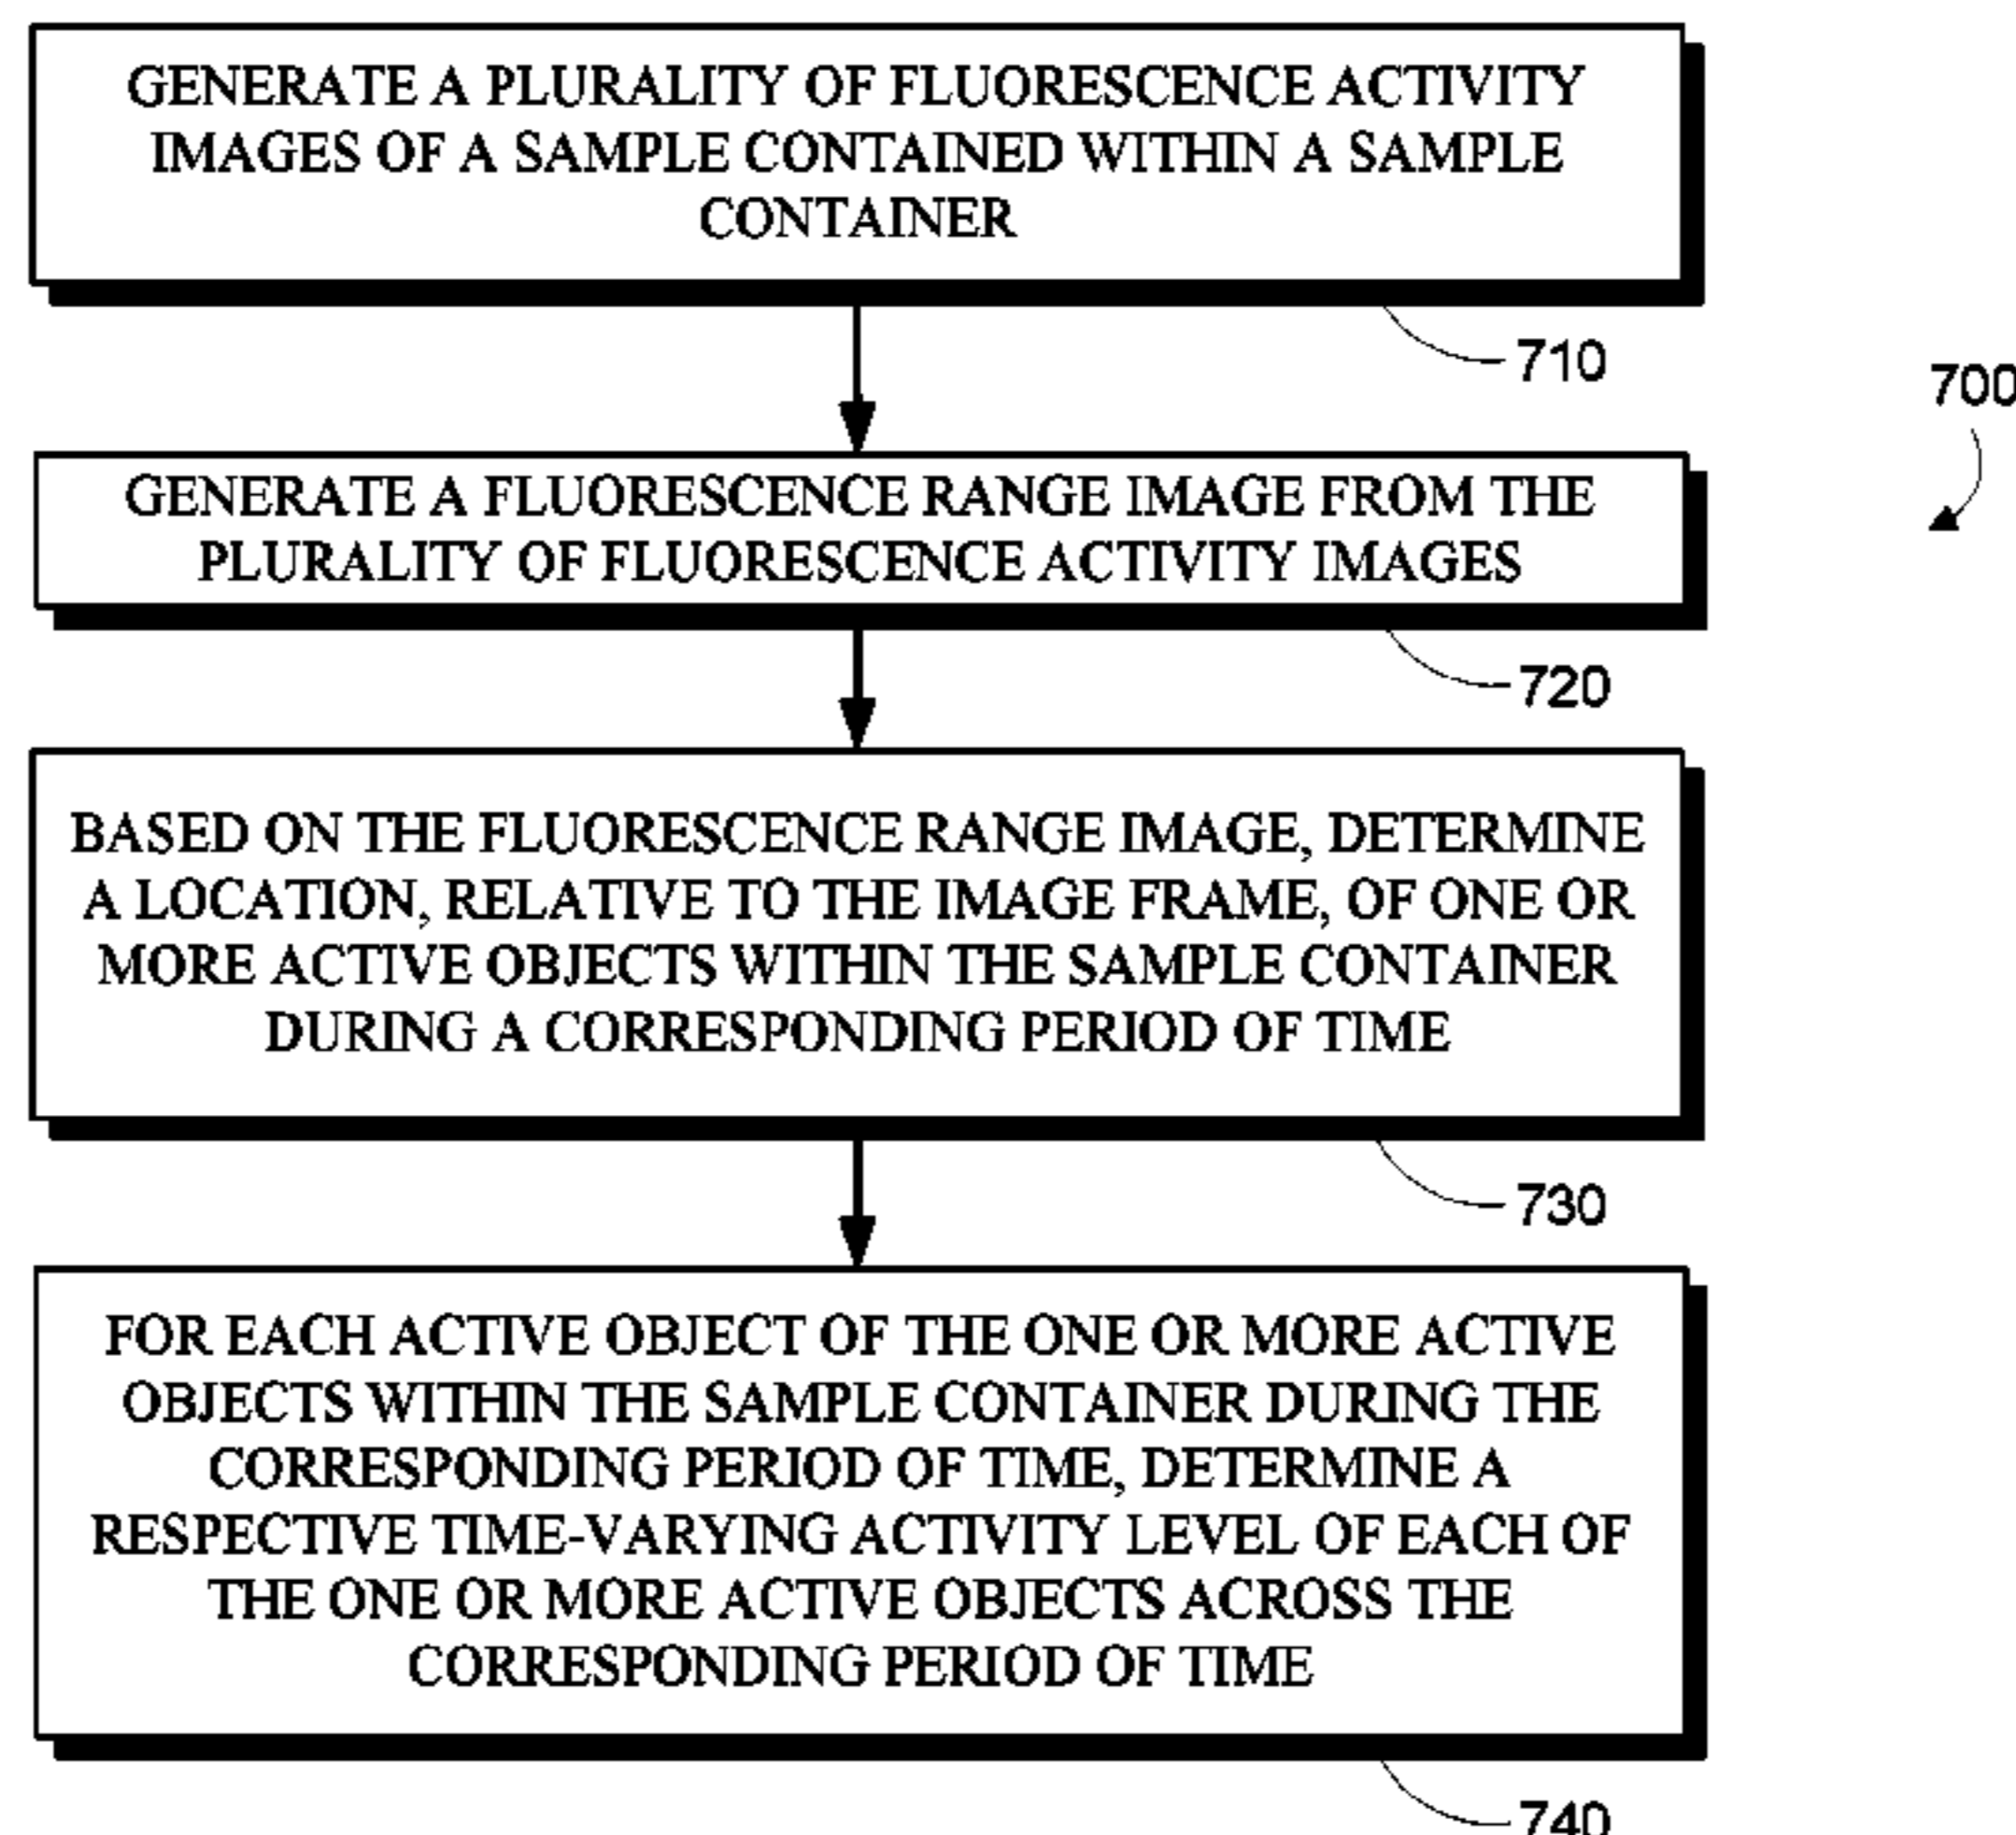 GENERATE A PLURALITY OF FLUORESCENCE ACTIVITY
IMAGES OF A SAMPLE CONTAINED WITHIN A SAMPLE
CONTAINER
710
700
GENERATE A FLUORESCENCE RANGE IMAGE FROM THE
PLURALITY OF FLUORESCENCE ACTIVITY IMAGES
720
BASED ON THE FLUORESCENCE RANGE IMAGE, DETERMINE
A LOCATION, RELATIVE TO THE IMAGE FRAME, OF ONE OR
MORE ACTIVE OBJECTS WITHIN THE SAMPLE CONTAINER
DURING A CORRESPONDING PERIOD OF TIME
730
FOR EACH ACTIVE OBJECT OF THE ONE OR MORE ACTIVE
OBJECTS WITHIN THE SAMPLE CONTAINER DURING THE
CORRESPONDING PERIOD OF TIME, DETERMINE A
RESPECTIVE TIME-VARYING ACTIVITY LEVEL OF EACH OF
THE ONE OR MORE ACTIVE OBJECTS ACROSS THE
CORRESPONDING PERIOD OF TIME
740